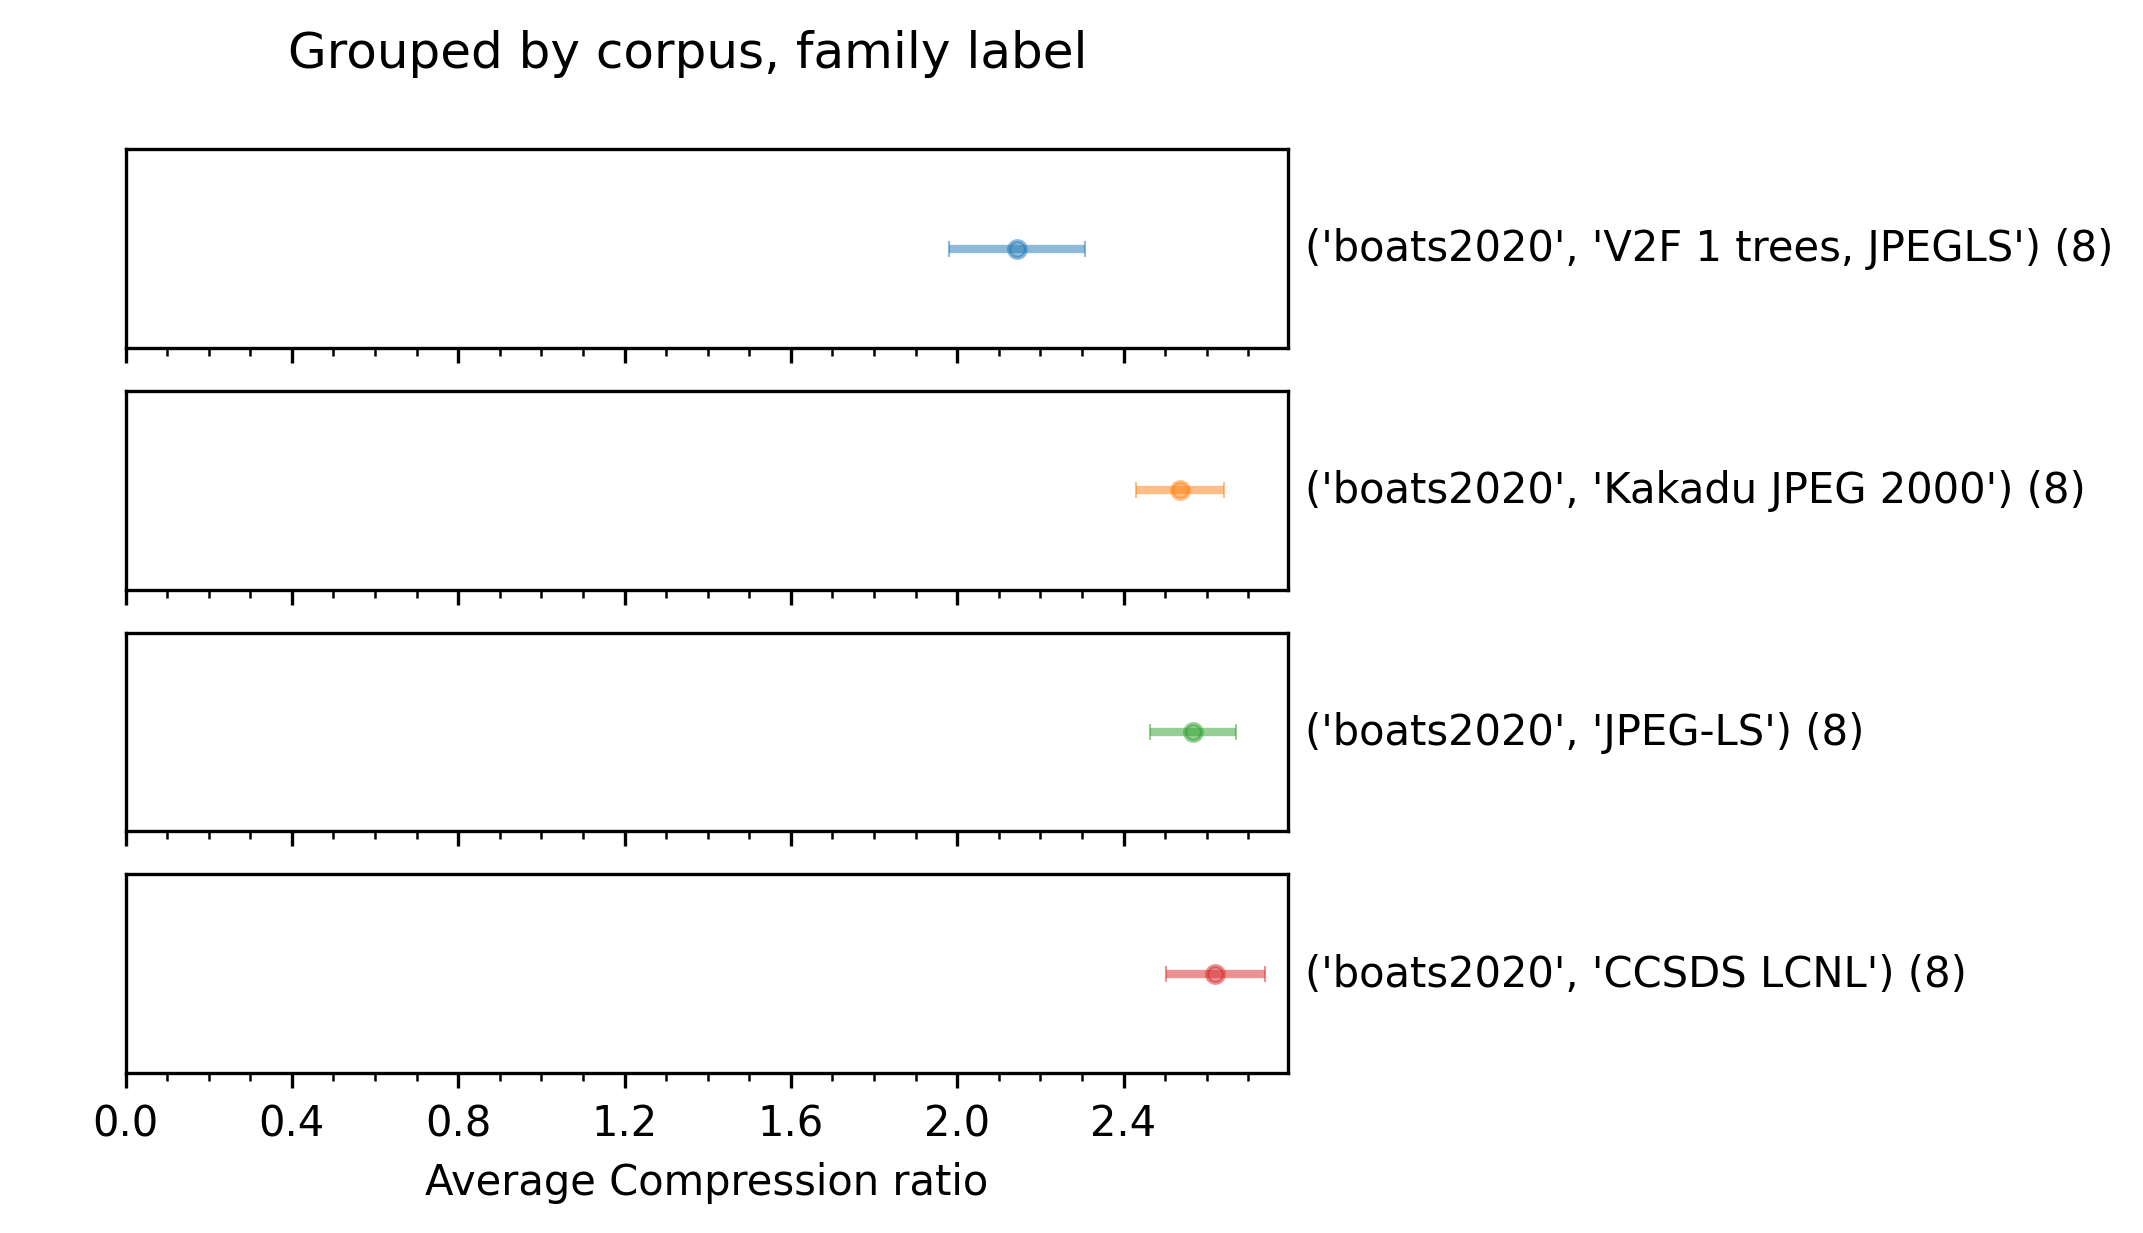 Grouped by corpus, family label
('boats2020', 'V2F 1 trees, JPEGLS') (8)
('boats2020', 'Kakadu JPEG 2000') (8)
('boats2020', 'JPEG-LS') (8)
('boats2020', 'CCSDS LCNL') (8)
0.0 0.4 0.8 1.2 1.6 2.0 2.4
Average Compression ratio